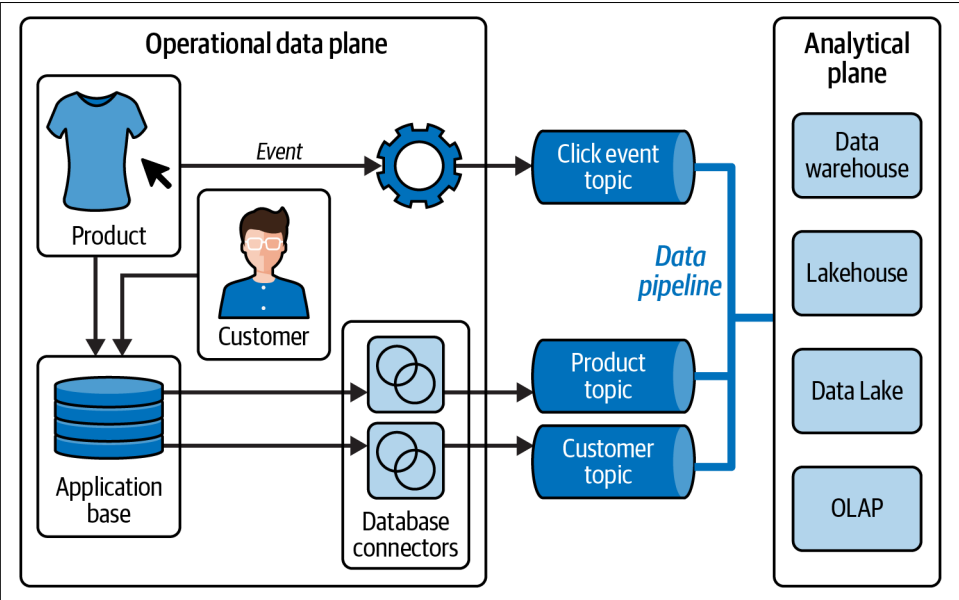 Operational data plane
Analytical
plane
Event
Product
Customer
Application
base
Database
connectors
Click event
topic
Data
pipeline
Product
topic
Customer
topic
Data
warehouse
Lakehouse
Data Lake
OLAP